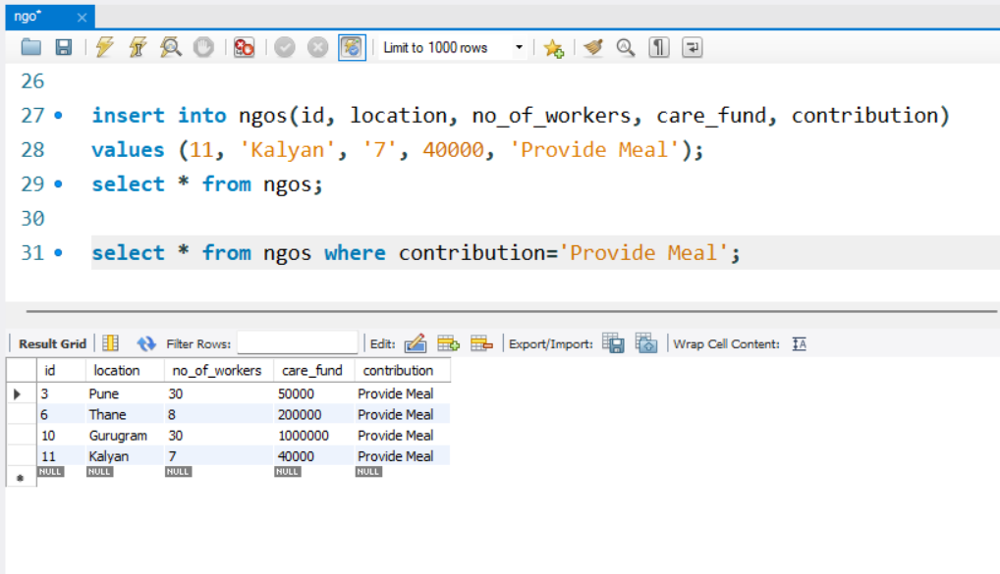 ngo*
Limit to 1000 rows
26
27 insert into ngos(id, location, no_of_workers, care_fund, contribution)
28 values (11, 'Kalyan', '7', 40000, 'Provide Meal');
29 select * from ngos;
30
31 select * from ngos where contribution='Provide Meal';
Result Grid Filter Rows: Edit: Export/Import: Wrap Cell Content: IA
id location no_of_workers care_fund contribution
3 Pune 30 50000 Provide Meal
6 Thane 8 200000 Provide Meal
10 Gurugram 30 1000000 Provide Meal
11 Kalyan 7 40000 Provide Meal
NULL NULL NULL NULL NULL